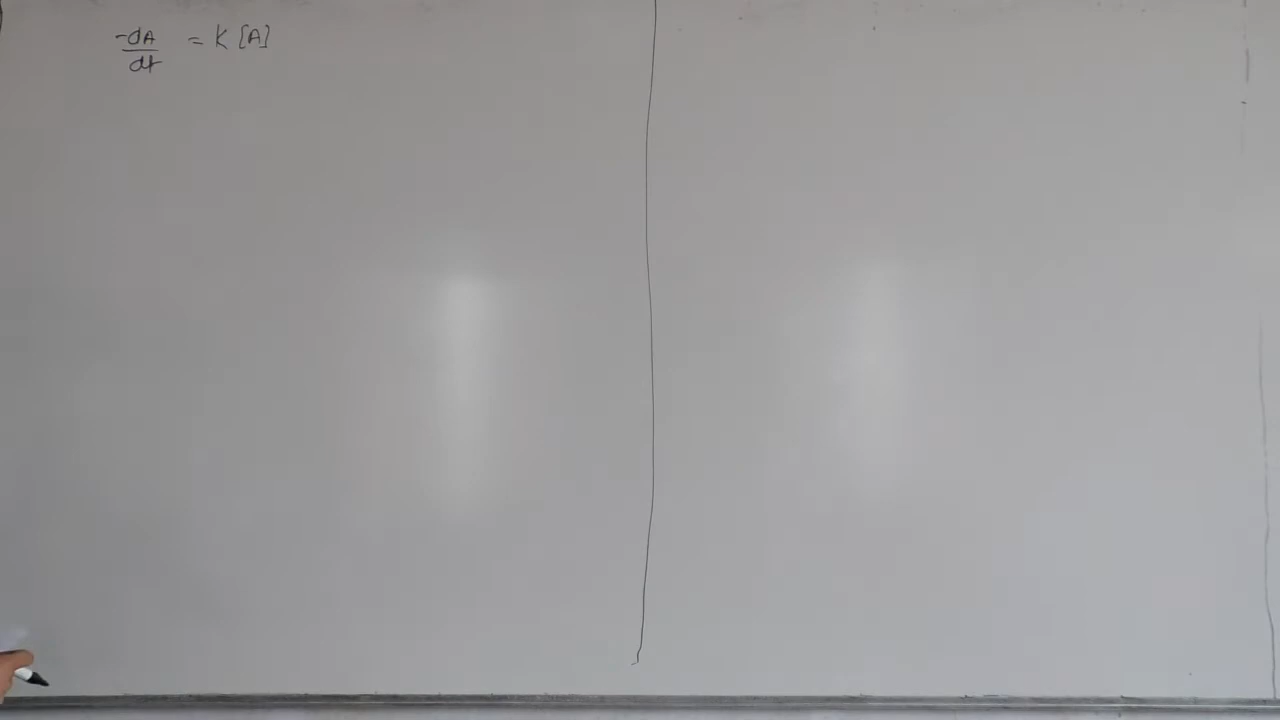 -dA/dt = K[A]